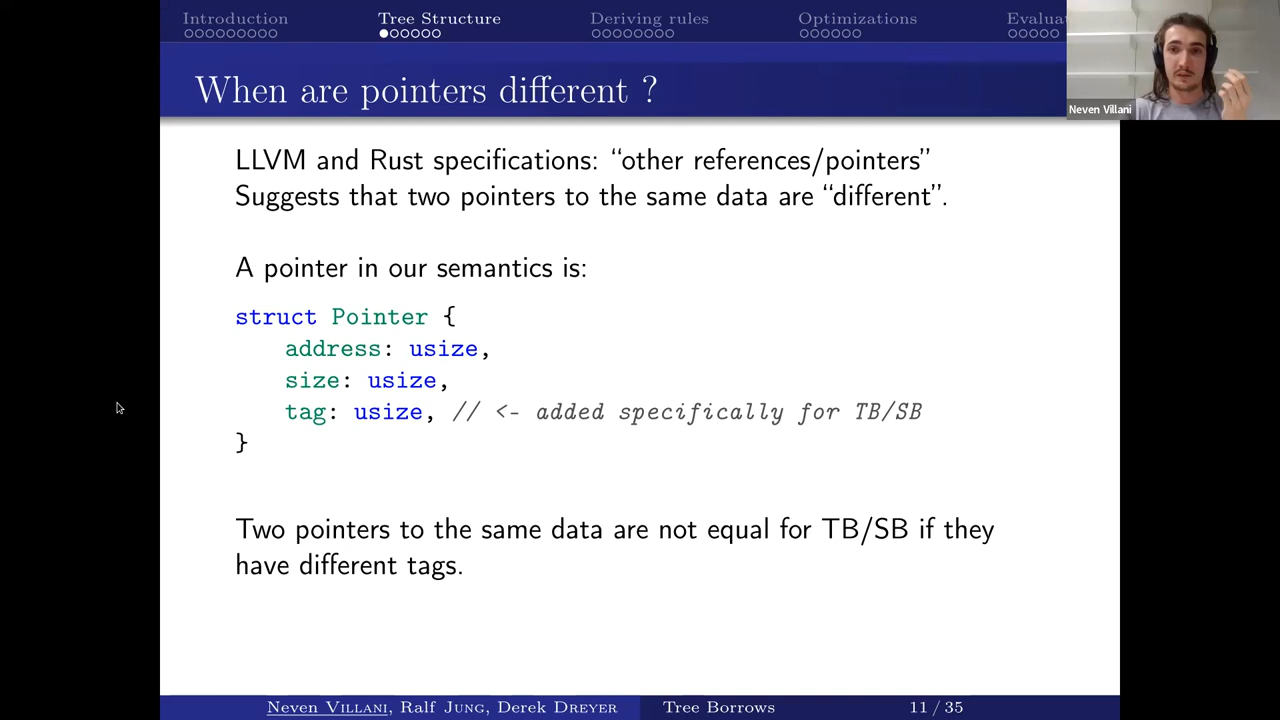 Introduction Tree Structure Deriving rules Optimizations Evalua
When are pointers different ?
Neven Villani
LLVM and Rust specifications: “other references/pointers”
Suggests that two pointers to the same data are “different”.
A pointer in our semantics is:
struct Pointer {
address: usize,
size: usize,
tag: usize, // <- added specifically for TB/SB
}
Two pointers to the same data are not equal for TB/SB if they
have different tags.
Neven Villani, Ralf Jung, Derek Dreyer Tree Borrows 11 / 35